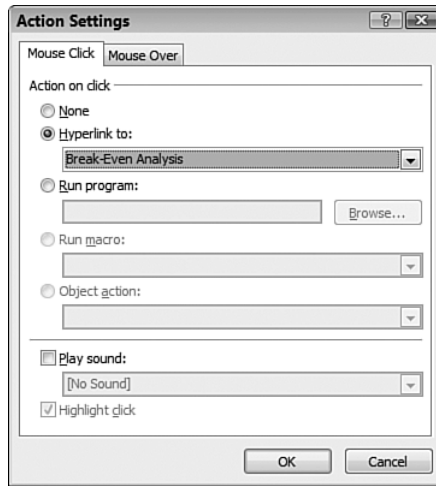 Action Settings
Mouse Click Mouse Over
Action on click
None
Hyperlink to:
Break-Even Analysis
Run program:
Browse...
Run macro:
Object action:
Play sound:
[No Sound]
Highlight click
OK Cancel